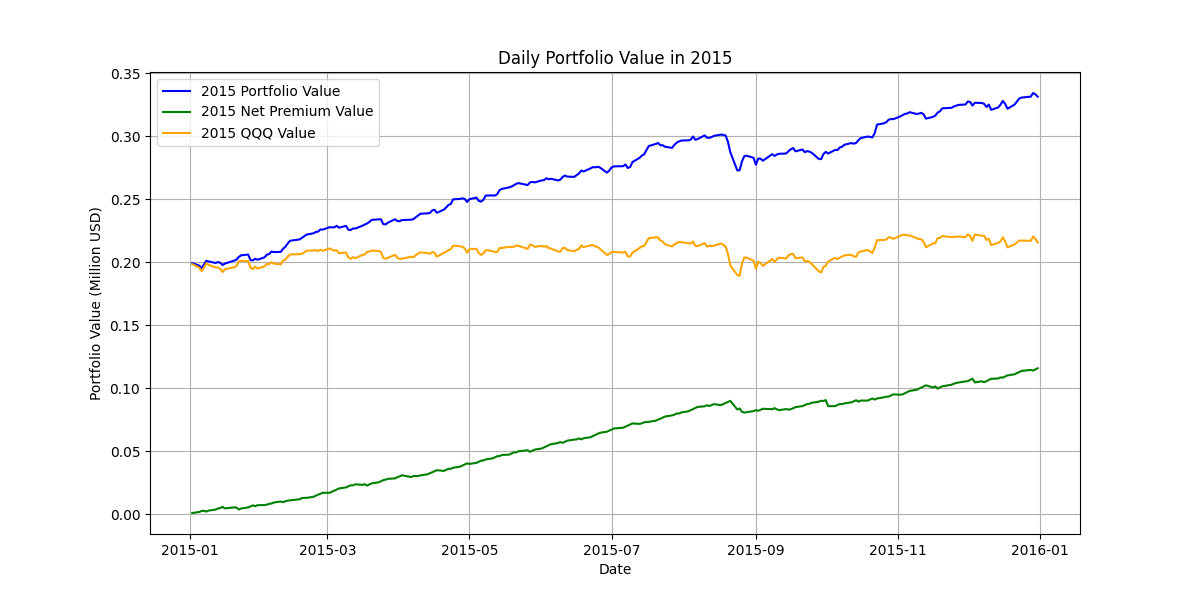 Daily Portfolio Value in 2015
2015 Portfolio Value
2015 Net Premium Value
2015 QQQ Value
Portfolio Value (Million USD)
0.35
0.30
0.25
0.20
0.15
0.10
0.05
0.00
2015-01 2015-03 2015-05 2015-07 2015-09 2015-11 2016-01
Date